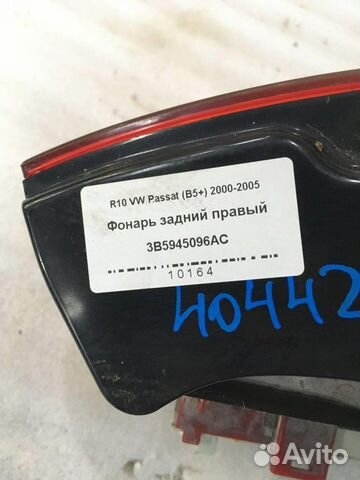 R10 VW Passat (B5+) 2000-2005
Фонарь задний правый
3B5945096AC
10164
40442
Avito